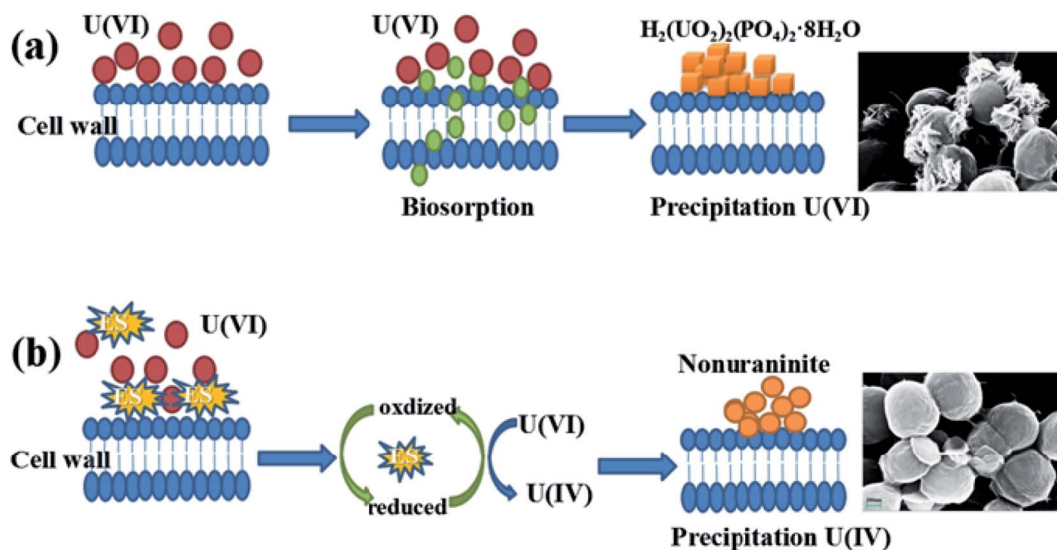 (a)
U(VI)
U(VI)
H₂(UO₂)₂(PO₄)₂·8H₂O
Cell wall
Biosorption
Precipitation U(VI)
(b)
ES
U(VI)
ES
ES
Cell wall
oxdized
ES
reduced
U(VI)
U(IV)
Nonuraninite
Precipitation U(IV)